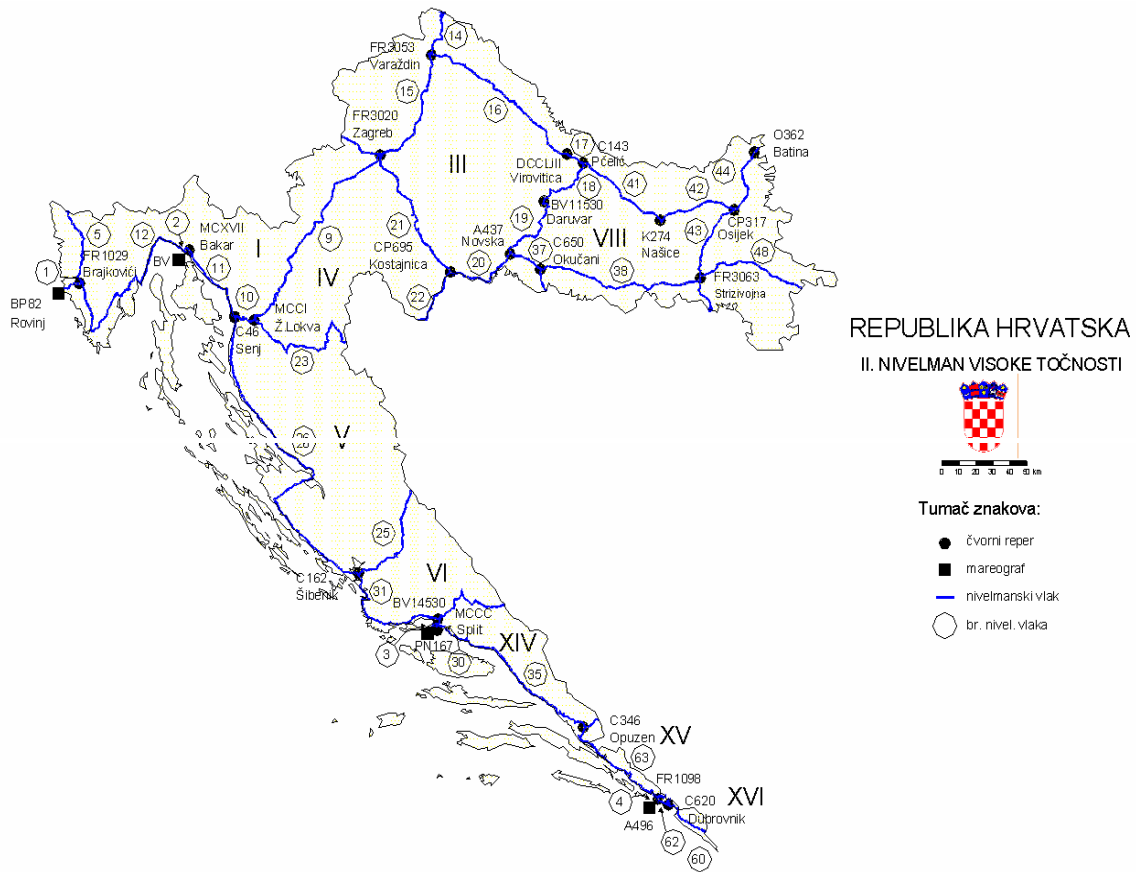 14
FR3053
Varaždin
15
16
FR3020
Zagreb
O362
Batina
17
C143
Pčelić
DCCLIII
Virovitica
III
44
18
41
42
BV11530
Daruvar
19
21
A437
Novska
K274
Našice
43
CP317
Osijek
VIII
2
MCXVII
Bakar
5
12
I
9
CP695
Kostajnica
37
C650
Okučani
48
FR1029
Brajkovići
BV
11
IV
20
38
1
FR3063
Strizivojna
BP82
Rovinj
10
22
MCCI
Ž.Lokva
C46
Senj
REPUBLIKA HRVATSKA
II. NIVELMAN VISOKE TOČNOSTI
23
26
V
0 10 20 30 40 50 km
Tumač znakova:
čvorni reper
mareograf
nivelmanski vlak
br. nivel. vlaka
25
C162
Šibenik
VI
31
BV14530
MCCC
Split
PN167
XIV
3
30
35
C346
Opuzen
XV
63
FR1098
4
C620
Dubrovnik
XVI
A496
62
60